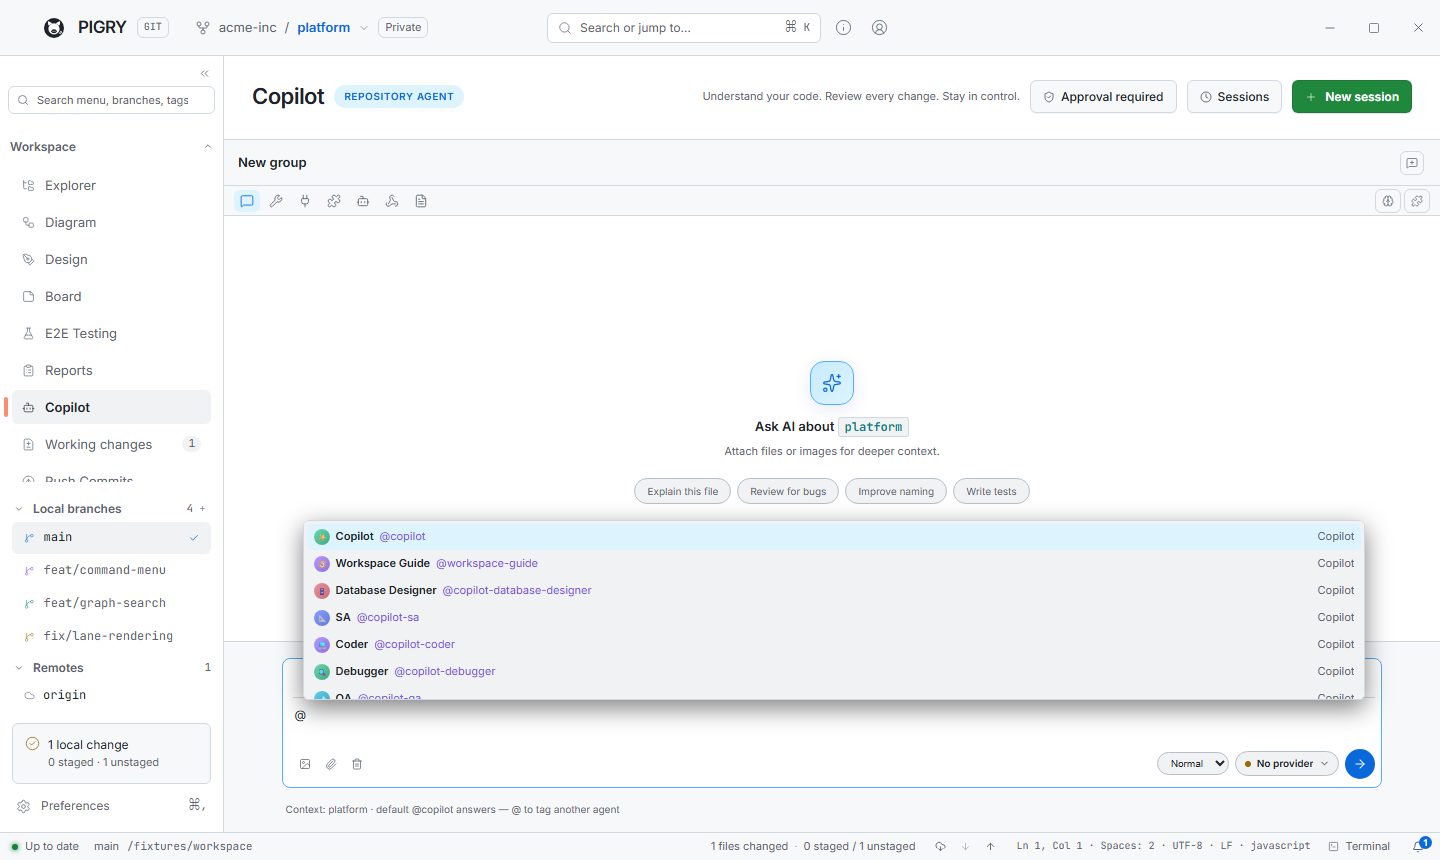 PIGRY GIT acme-inc / platform Private Search or jump to... ⌘ K
Search menu, branches, tags
Copilot REPOSITORY AGENT Understand your code. Review every change. Stay in control. Approval required Sessions New session
Workspace
New group
Explorer
Diagram
Design
Board
E2E Testing
Reports
Copilot
Working changes 1
Push Commits
Local branches 4 +
main
feat/command-menu
feat/graph-search
fix/lane-rendering
Remotes 1
origin
1 local change
0 staged · 1 unstaged
Preferences ⌘,
Ask AI about platform
Attach files or images for deeper context.
Explain this file Review for bugs Improve naming Write tests
Copilot @copilot Copilot
Workspace Guide @workspace-guide Copilot
Database Designer @copilot-database-designer Copilot
SA @copilot-sa Copilot
Coder @copilot-coder Copilot
Debugger @copilot-debugger Copilot
QA @copilot-qa Copilot
@
Normal No provider
Context: platform · default @copilot answers — @ to tag another agent
Up to date main /fixtures/workspace 1 files changed · 0 staged / 1 unstaged Ln 1, Col 1 · Spaces: 2 · UTF-8 · LF · javascript Terminal 1